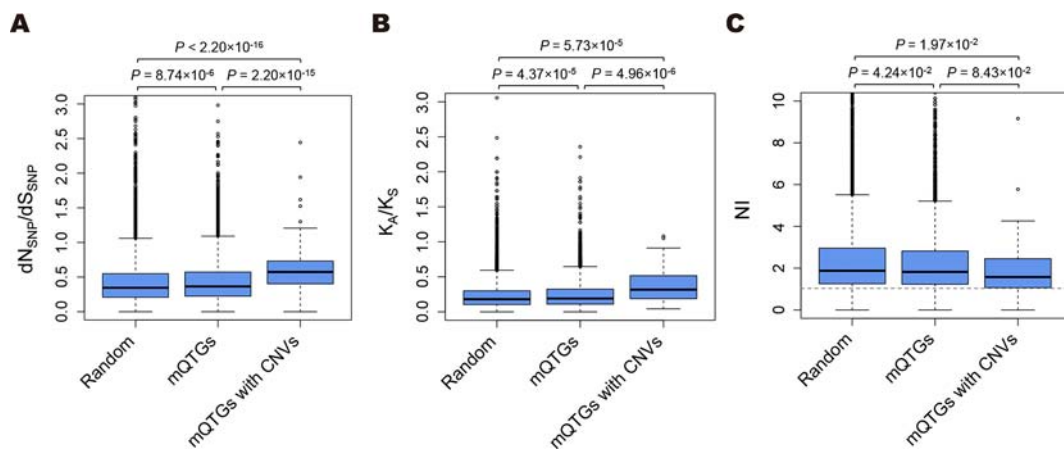 A
P < 2.20×10⁻¹⁶
P = 8.74×10⁻⁶
P = 2.20×10⁻¹⁵
dN_SNP/dS_SNP
3.0
2.5
2.0
1.5
1.0
0.5
0.0
Random
mQTGs
mQTGs with CNVs
B
P = 5.73×10⁻⁵
P = 4.37×10⁻⁵
P = 4.96×10⁻⁶
K_A/K_S
3.0
2.5
2.0
1.5
1.0
0.5
0.0
Random
mQTGs
mQTGs with CNVs
C
P = 1.97×10⁻²
P = 4.24×10⁻²
P = 8.43×10⁻²
NI
10
8
6
4
2
0
Random
mQTGs
mQTGs with CNVs